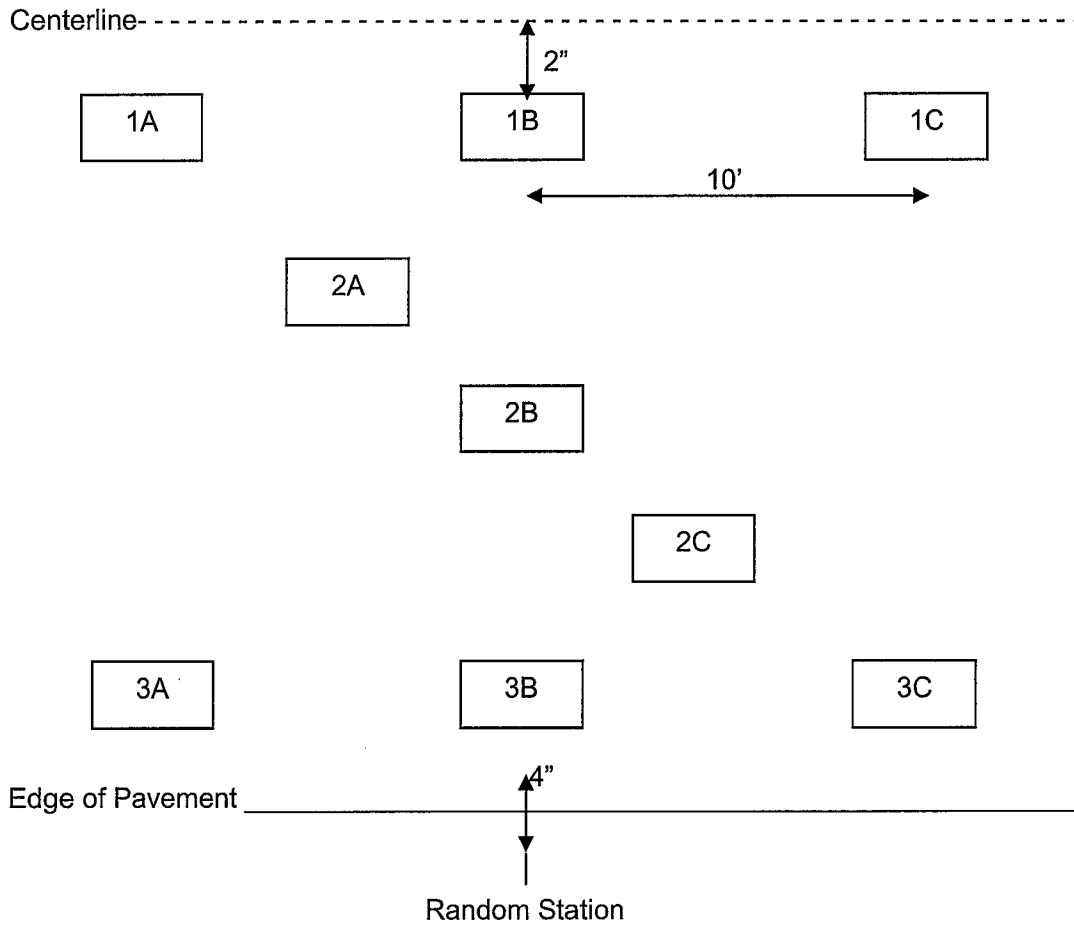 Centerline
2”
1A
1B
1C
10’
2A
2B
2C
3A
3B
3C
4”
Edge of Pavement
Random Station